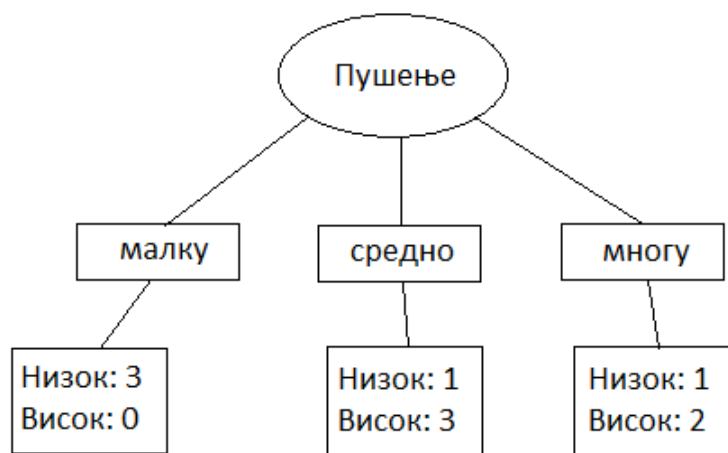 Пушење
малку
средно
многу
Низок: 3
Висок: 0
Низок: 1
Висок: 3
Низок: 1
Висок: 2